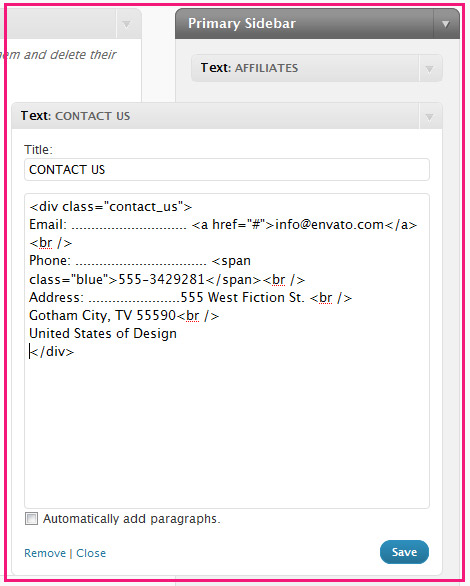 Primary Sidebar
em and delete their
Text: AFFILIATES
Text: CONTACT US
Title:
CONTACT US
<div class="contact_us">
Email: ............................. <a href="#">info@envato.com</a>
<br />
Phone: ................................. <span
class="blue">555-3429281</span><br />
Address: .......................555 West Fiction St. <br />
Gotham City, TV 55590<br />
United States of Design
</div>
Automatically add paragraphs.
Remove | Close
Save